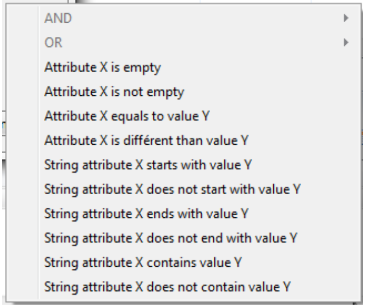 AND
OR
Attribute X is empty
Attribute X is not empty
Attribute X equals to value Y
Attribute X is différent than value Y
String attribute X starts with value Y
String attribute X does not start with value Y
String attribute X ends with value Y
String attribute X does not end with value Y
String attribute X contains value Y
String attribute X does not contain value Y